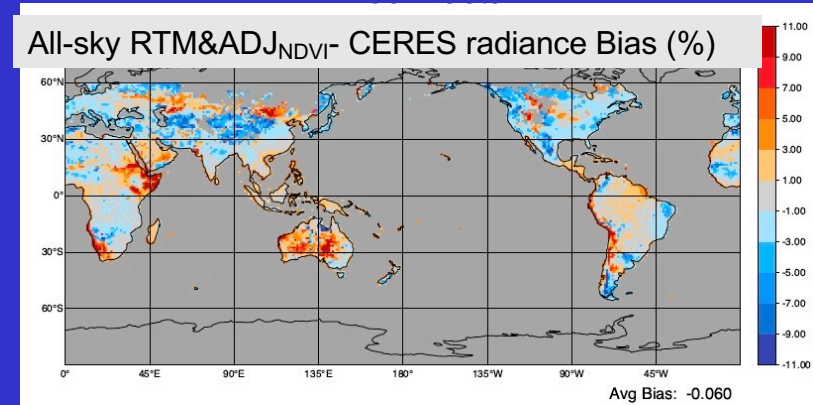 All-sky RTM&ADJNDVI- CERES radiance Bias (%)
11.00
9.00
7.00
5.00
3.00
1.00
-1.00
-3.00
-5.00
-7.00
-9.00
-11.00
60°N
30°N
0°
30°S
60°S
0° 45°E 90°E 135°E 180° 135°W 90°W 45°W
Avg Bias: -0.060